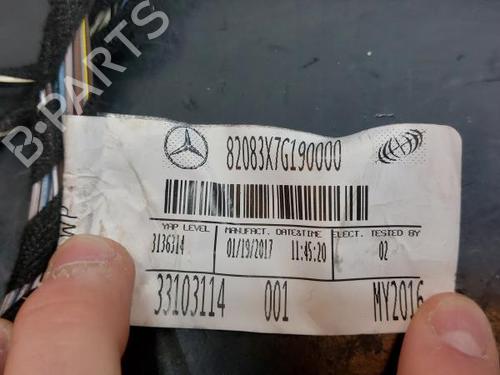 B-PARTS
82083X7G190000
YAP LEVEL MANUFACT. DATE&TIME ELECT. TESTED BY
3136314 01/19/2017 11:45:20 02
33103114 001 MY2016